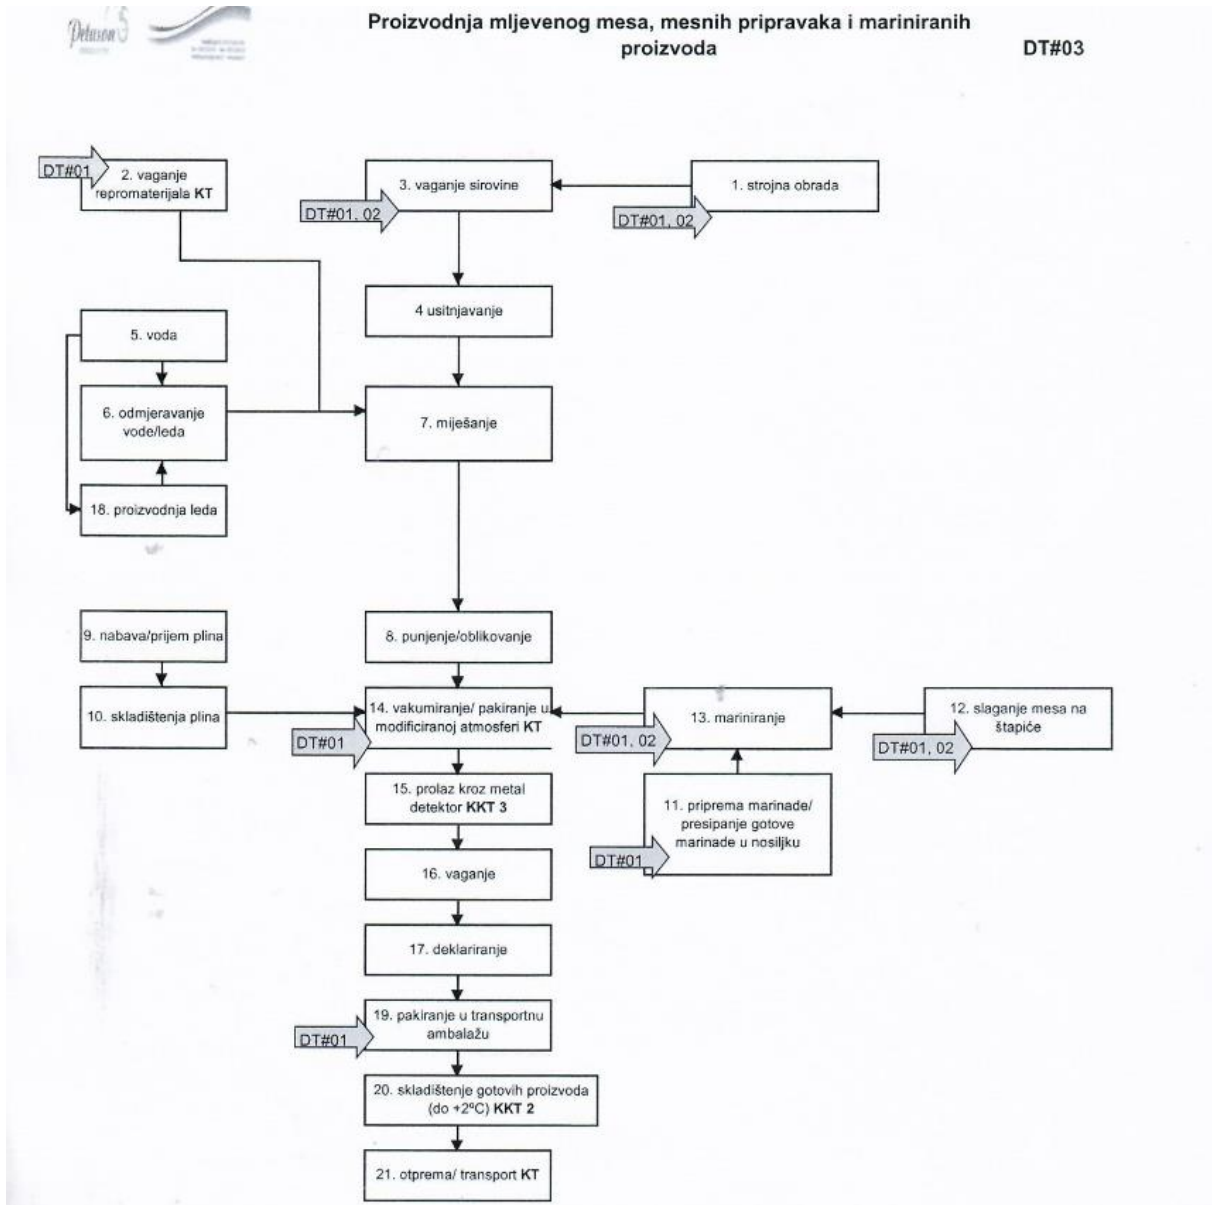 Petason
Proizvodnja mljevenog mesa, mesnih pripravaka i mariniranih
proizvoda
DT#03
DT#01
2. vaganje
repromaterijala KT
3. vaganje sirovine
DT#01, 02
1. strojna obrada
DT#01, 02
4 usitnjavanje
5. voda
6. odmjeravanje
vode/leda
7. miješanje
18. proizvodnja leda
9. nabava/prijem plina
8. punjenje/oblikovanje
10. skladištenja plina
14. vakumiranje/ pakiranje u
modificiranoj atmosferi KT
DT#01
13. mariniranje
DT#01, 02
12. slaganje mesa na
štapiće
DT#01, 02
15. prolaz kroz metal
detektor KKT 3
11. priprema marinade/
presipanje gotove
marinade u nosiljku
DT#01
16. vaganje
17. deklariranje
19. pakiranje u transportnu
ambalažu
DT#01
20. skladištenje gotovih proizvoda
(do +2ºC) KKT 2
21. otprema/ transport KT